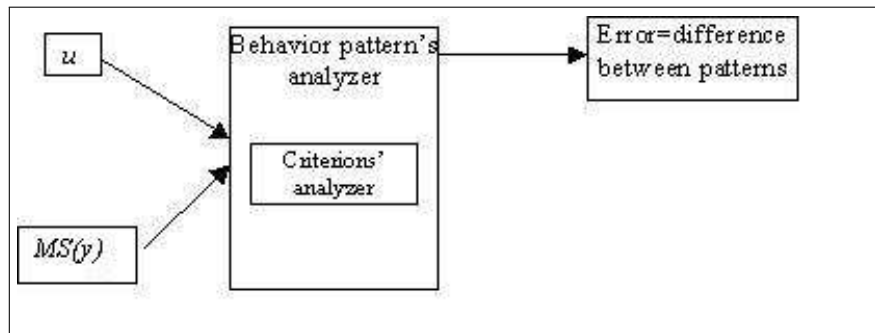 u
MS(y)
Behavior pattern's
analyzer
Criterions'
analyzer
Error=difference
between patterns